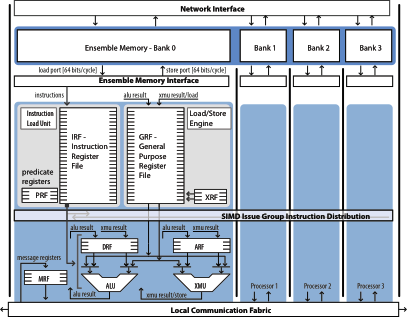 Network Interface
Ensemble Memory - Bank 0
Bank 1
Bank 2
Bank 3
load port [64 bits/cycle]
store port [64 bits/cycle]
Ensemble Memory Interface
instructions
alu result
xmu result/load
Instruction
Load Unit
IRF -
Instruction
Register
File
GRF -
General
Purpose
Register
File
Load/Store
Engine
predicate
registers
PRF
XRF
SIMD Issue Group Instruction Distribution
alu result
xmu result
alu result
xmu result
DRF
ARF
message registers
MRF
ALU
XMU
alu result
xmu result/store
Processor 1
Processor 2
Processor 3
Local Communication Fabric